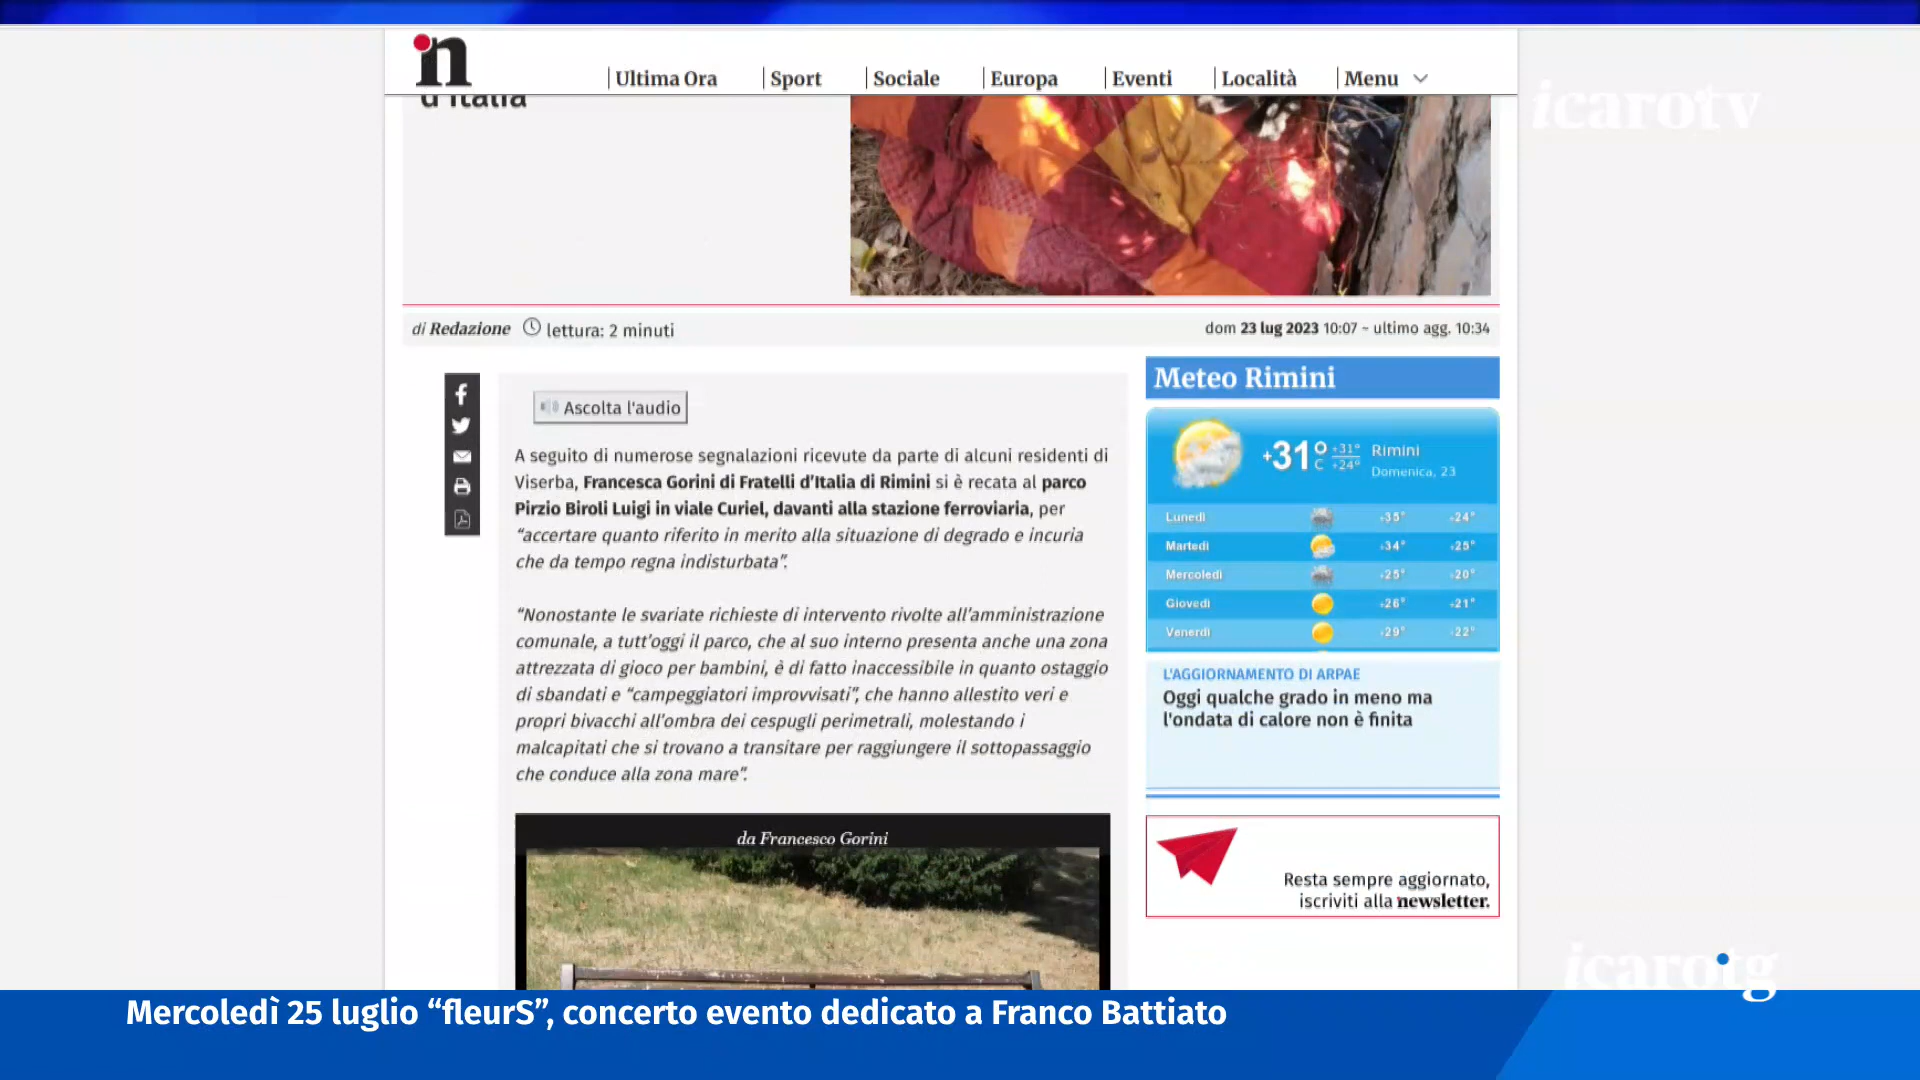 n
Ultima Ora
Sport
Sociale
Europa
Eventi
Località
Menu
d'Italia
icarotv
di Redazione lettura: 2 minuti
dom 23 lug 2023 10:07 ~ ultimo agg. 10:34
Ascolta l'audio
A seguito di numerose segnalazioni ricevute da parte di alcuni residenti di
Viserba, Francesca Gorini di Fratelli d’Italia di Rimini si è recata al parco
Pirzio Biroli Luigi in viale Curiel, davanti alla stazione ferroviaria, per
“accertare quanto riferito in merito alla situazione di degrado e incuria
che da tempo regna indisturbata”.
“Nonostante le svariate richieste di intervento rivolte all’amministrazione
comunale, a tutt’oggi il parco, che al suo interno presenta anche una zona
attrezzata di gioco per bambini, è di fatto inaccessibile in quanto ostaggio
di sbandati e “campeggiatori improvvisati”, che hanno allestito veri e
propri bivacchi all’ombra dei cespugli perimetrali, molestando i
malcapitati che si trovano a transitare per raggiungere il sottopassaggio
che conduce alla zona mare”.
da Francesco Gorini
Meteo Rimini
+31°C +31° +24° Rimini
Domenica, 23
Lunedì +35° +24°
Martedì +34° +25°
Mercoledì +25° +20°
Giovedì +26° +21°
Venerdì +29° +22°
L'AGGIORNAMENTO DI ARPAE
Oggi qualche grado in meno ma
l'ondata di calore non è finita
Resta sempre aggiornato,
iscriviti alla newsletter.
icarotg
Mercoledì 25 luglio “fleurS”, concerto evento dedicato a Franco Battiato